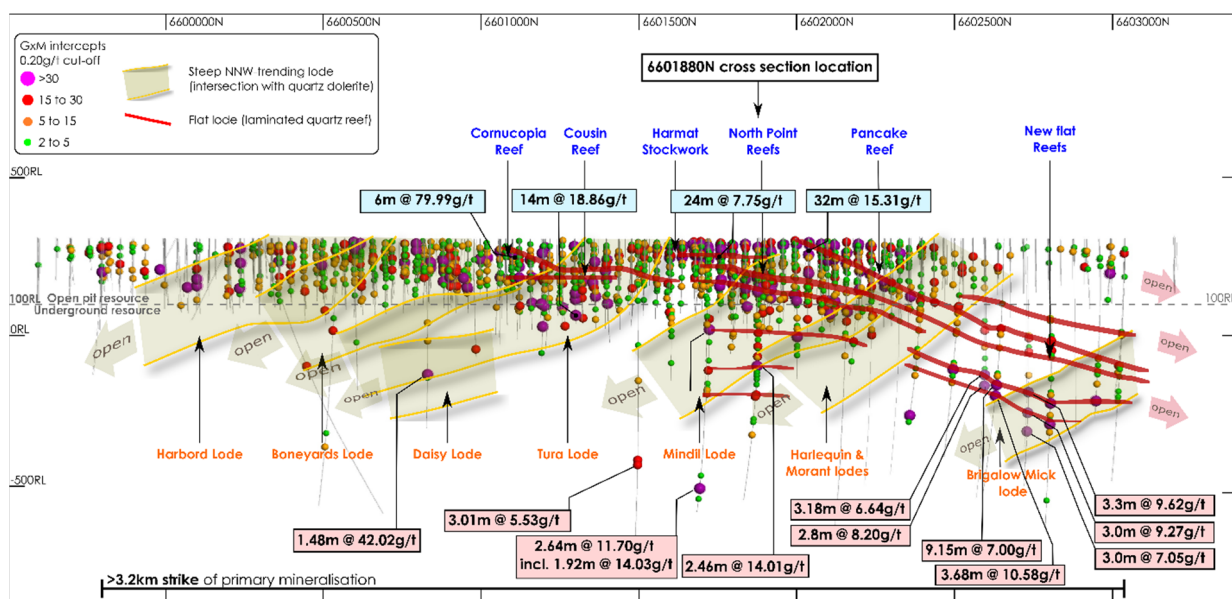 6600000N
6600500N
6601000N
6601500N
6602000N
6602500N
6603000N
GxM intercepts
0.20g/t cut-off
>30
15 to 30
5 to 15
2 to 5
Steep NNW-trending lode
(intersection with quartz dolerite)
Flat lode (laminated quartz reef)
6601880N cross section location
Cornucopia
Reef
Cousin
Reef
Harmat
Stockwork
North Point
Reefs
Pancake
Reef
New flat
Reefs
500RL
6m @ 79.99g/t
14m @ 18.86g/t
24m @ 7.75g/t
32m @ 15.31g/t
open
100RL
Open pit resource
Underground resource
100RL
0RL
open
open
open
open
open
open
open
open
open
Harbord Lode
Boneyards Lode
Daisy Lode
Tura Lode
Mindil Lode
Harlequin &
Morant lodes
Brigalow Mick
lode
-500RL
1.48m @ 42.02g/t
3.01m @ 5.53g/t
2.64m @ 11.70g/t
incl. 1.92m @ 14.03g/t
2.46m @ 14.01g/t
3.18m @ 6.64g/t
2.8m @ 8.20g/t
9.15m @ 7.00g/t
3.68m @ 10.58g/t
3.3m @ 9.62g/t
3.0m @ 9.27g/t
3.0m @ 7.05g/t
>3.2km strike of primary mineralisation